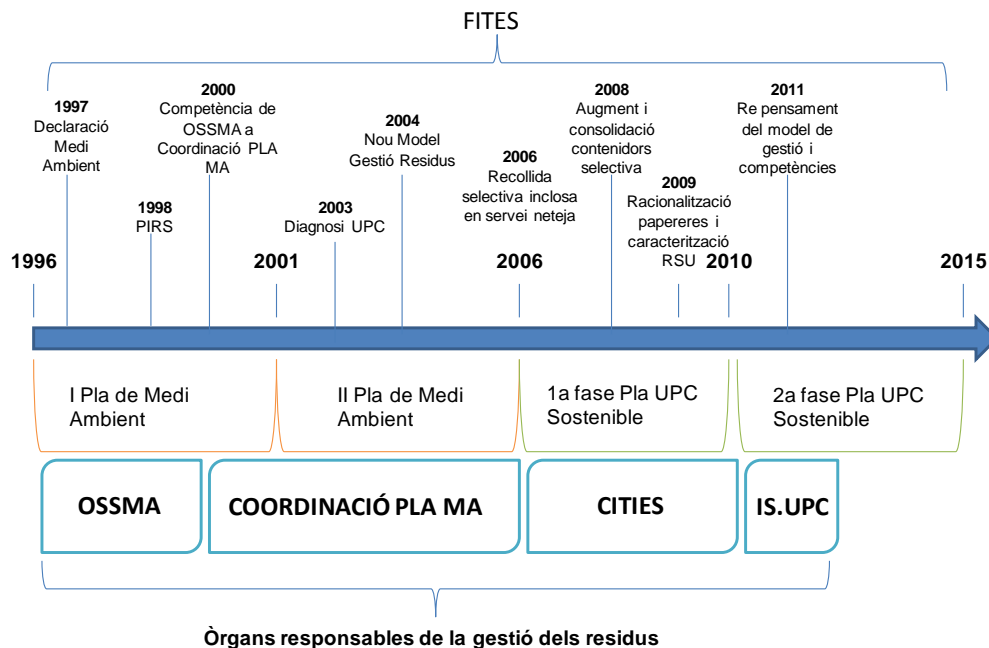 FITES
1997
Declaració
Medi
Ambient
1998
PIRS
2000
Competència de
OSSMA a
Coordinació PLA
MA
2003
Diagnosi UPC
2004
Nou Model
Gestió Residus
2006
Recollida
selectiva inclosa
en servei neteja
2008
Augment i
consolidació
contenidors
selectiva
2009
Racionalització
papereres i
caracterització
RSU
2011
Re pensament
del model de
gestió i
competències
1996
2001
2006
2010
2015
I Pla de Medi
Ambient
II Pla de Medi
Ambient
1a fase Pla UPC
Sostenible
2a fase Pla UPC
Sostenible
OSSMA
COORDINACIÓ PLA MA
CITIES
IS.UPC
Òrgans responsables de la gestió dels residus